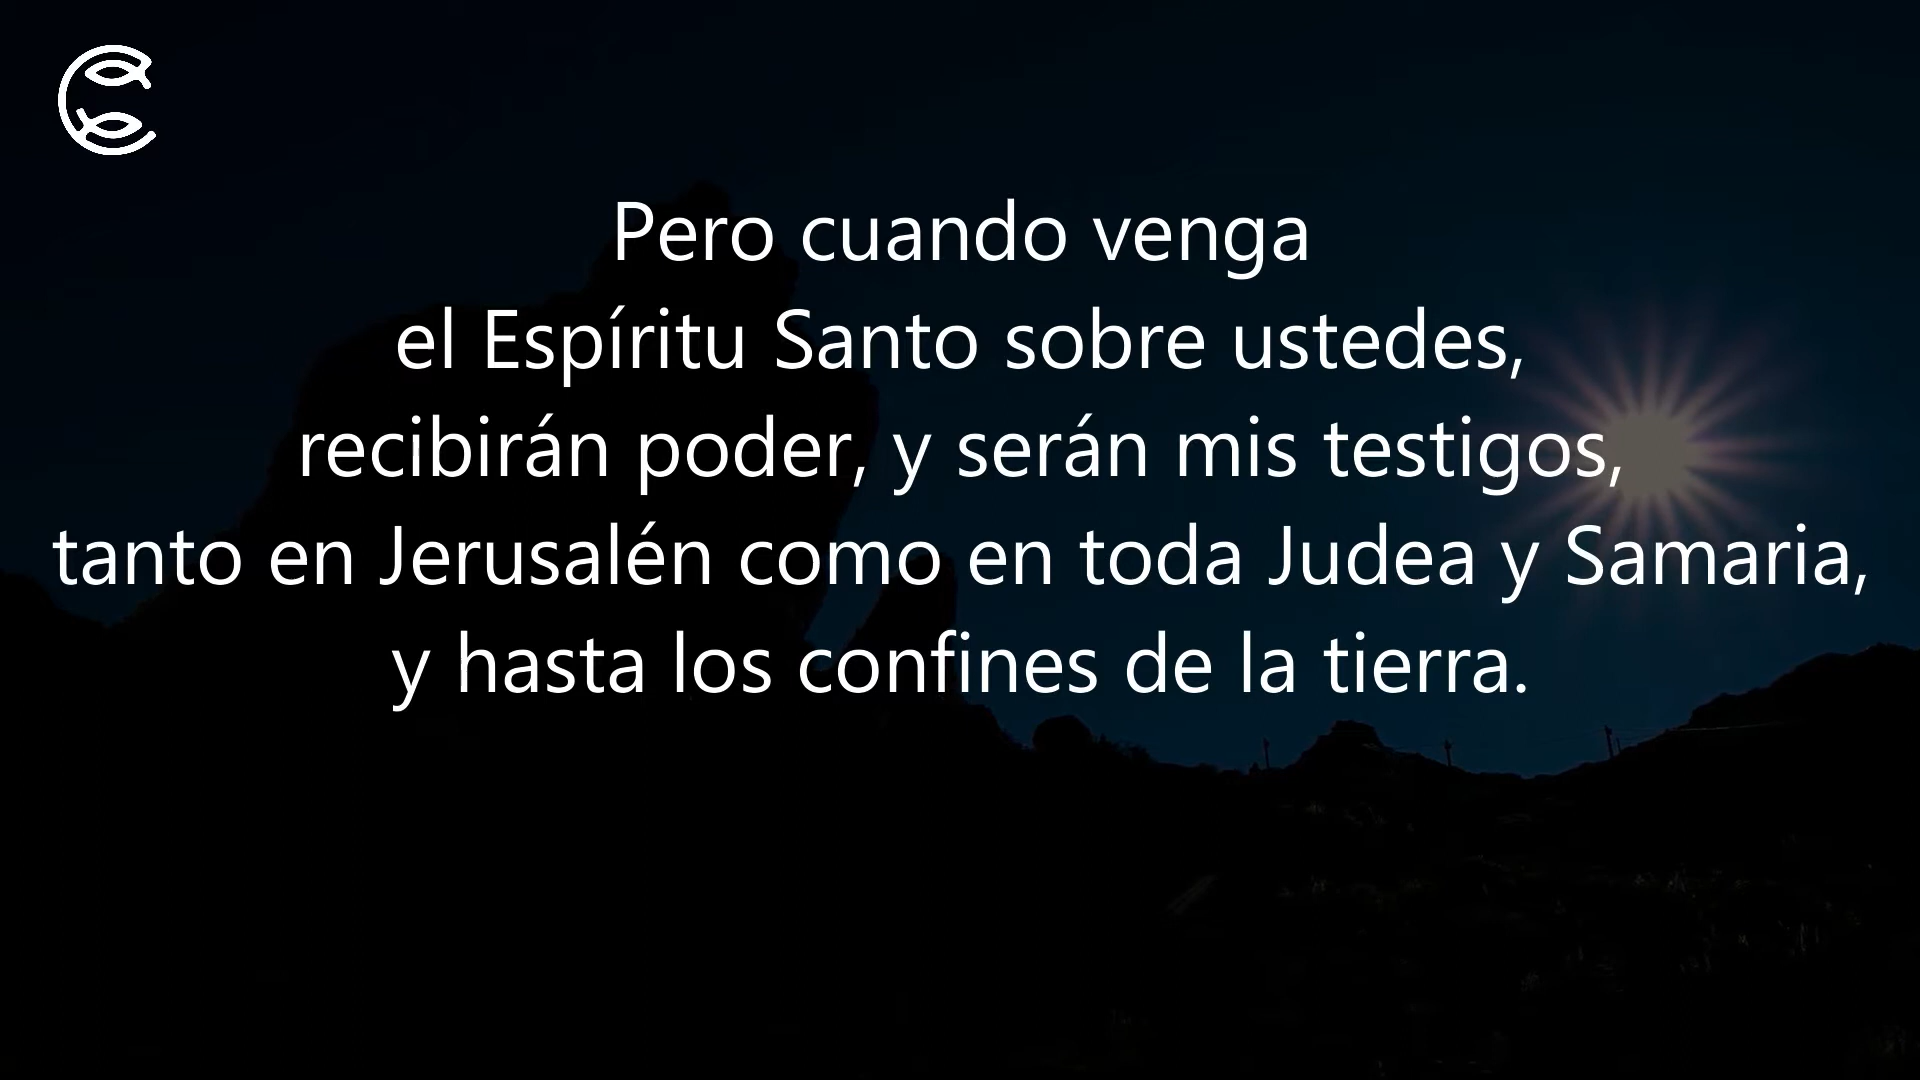 Pero cuando venga
el Espíritu Santo sobre ustedes,
recibirán poder, y serán mis testigos,
tanto en Jerusalén como en toda Judea y Samaria,
y hasta los confines de la tierra.